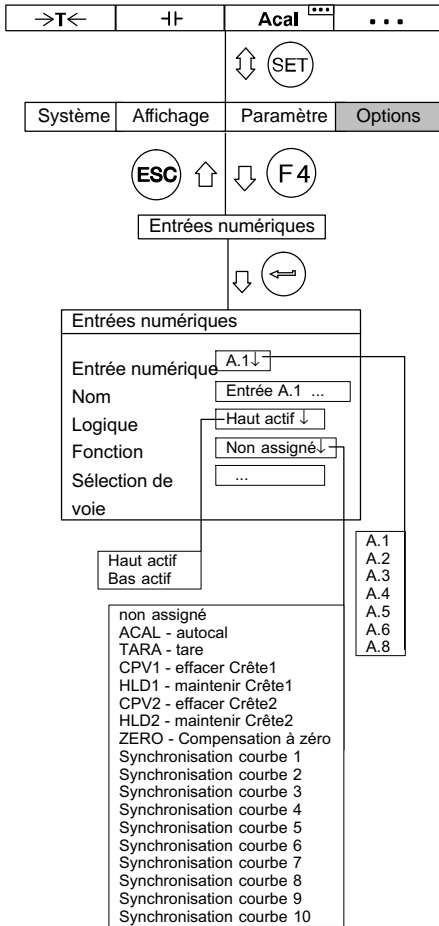 →T← ⊣⊢ Acal ...
SET
Système Affichage Paramètre Options
ESC F4
Entrées numériques
Entrées numériques
Entrée numérique A.1↓
Nom Entrée A.1 ...
Logique Haut actif ↓
Fonction Non assigné↓
Sélection de voie ...
Haut actif
Bas actif
A.1
A.2
A.3
A.4
A.5
A.6
A.8
non assigné
ACAL - autocal
TARA - tare
CPV1 - effacer Crête1
HLD1 - maintenir Crête1
CPV2 - effacer Crête2
HLD2 - maintenir Crête2
ZERO - Compensation à zéro
Synchronisation courbe 1
Synchronisation courbe 2
Synchronisation courbe 3
Synchronisation courbe 4
Synchronisation courbe 5
Synchronisation courbe 6
Synchronisation courbe 7
Synchronisation courbe 8
Synchronisation courbe 9
Synchronisation courbe 10